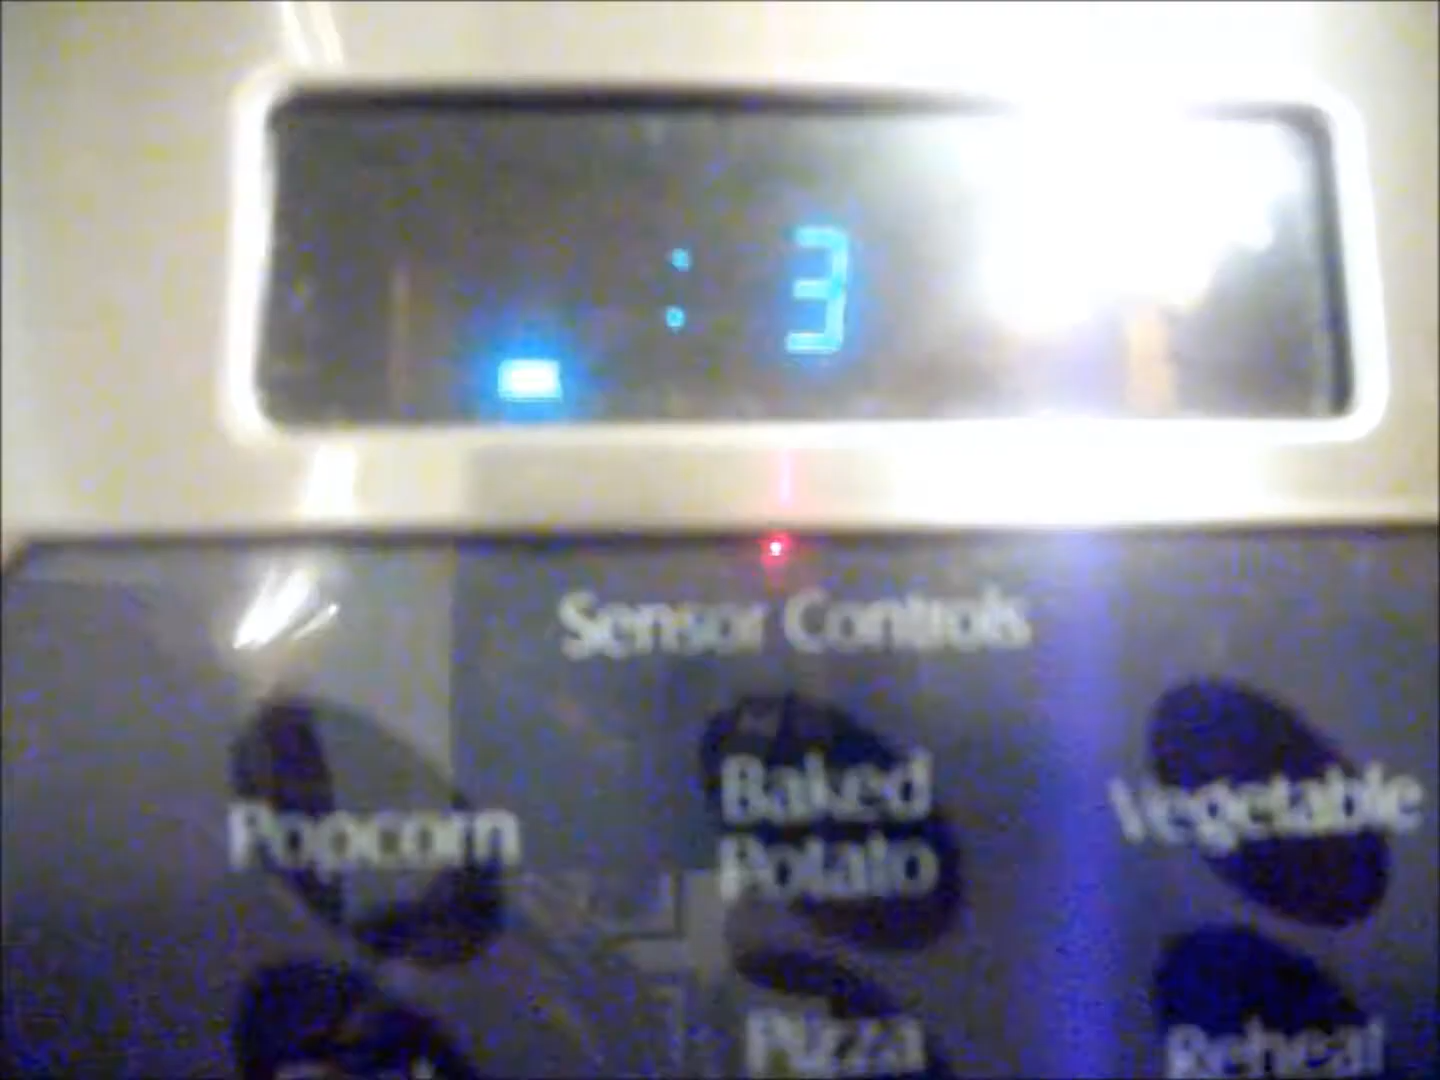 : 3
Sensor Controls
Popcorn
Baked
Potato
Vegetable
Pizza
Reheat